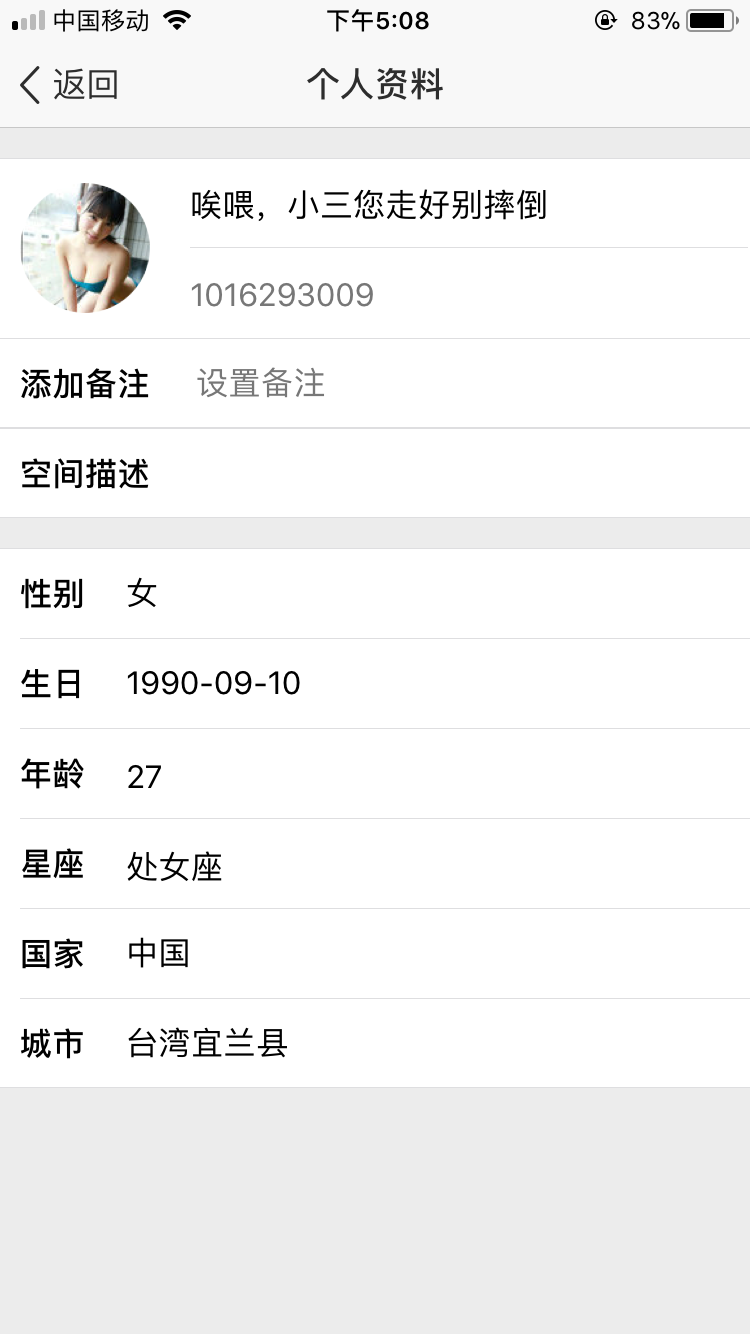 中国移动 下午5:08 83%
返回 个人资料
唉喂，小三您走好别摔倒
1016293009
添加备注 设置备注
空间描述
性别 女
生日 1990-09-10
年龄 27
星座 处女座
国家 中国
城市 台湾宜兰县